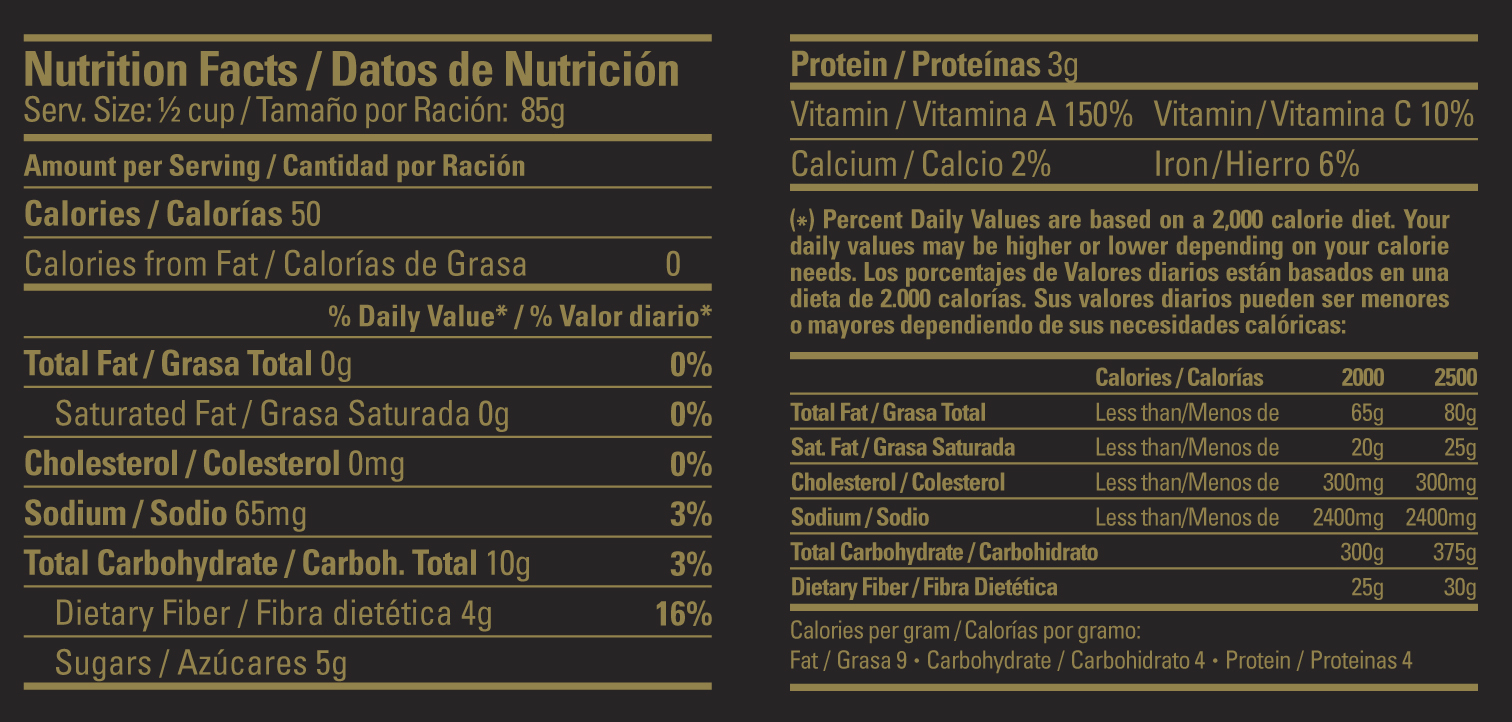 Nutrition Facts / Datos de Nutrición
Serv. Size: ½ cup / Tamaño por Ración: 85g
Amount per Serving / Cantidad por Ración
Calories / Calorías 50
Calories from Fat / Calorías de Grasa 0
% Daily Value* / % Valor diario*
Total Fat / Grasa Total 0g 0%
Saturated Fat / Grasa Saturada 0g 0%
Cholesterol / Colesterol 0mg 0%
Sodium / Sodio 65mg 3%
Total Carbohydrate / Carboh. Total 10g 3%
Dietary Fiber / Fibra dietética 4g 16%
Sugars / Azúcares 5g
Protein / Proteínas 3g
Vitamin / Vitamina A 150% Vitamin / Vitamina C 10%
Calcium / Calcio 2% Iron / Hierro 6%
(*) Percent Daily Values are based on a 2,000 calorie diet. Your
daily values may be higher or lower depending on your calorie
needs. Los porcentajes de Valores diarios están basados en una
dieta de 2.000 calorías. Sus valores diarios pueden ser menores
o mayores dependiendo de sus necesidades calóricas:
Calories / Calorías 2000 2500
Total Fat / Grasa Total Less than/Menos de 65g 80g
Sat. Fat / Grasa Saturada Less than/Menos de 20g 25g
Cholesterol / Colesterol Less than/Menos de 300mg 300mg
Sodium / Sodio Less than/Menos de 2400mg 2400mg
Total Carbohydrate / Carbohidrato 300g 375g
Dietary Fiber / Fibra Dietética 25g 30g
Calories per gram / Calorías por gramo:
Fat / Grasa 9 • Carbohydrate / Carbohidrato 4 • Protein / Proteinas 4